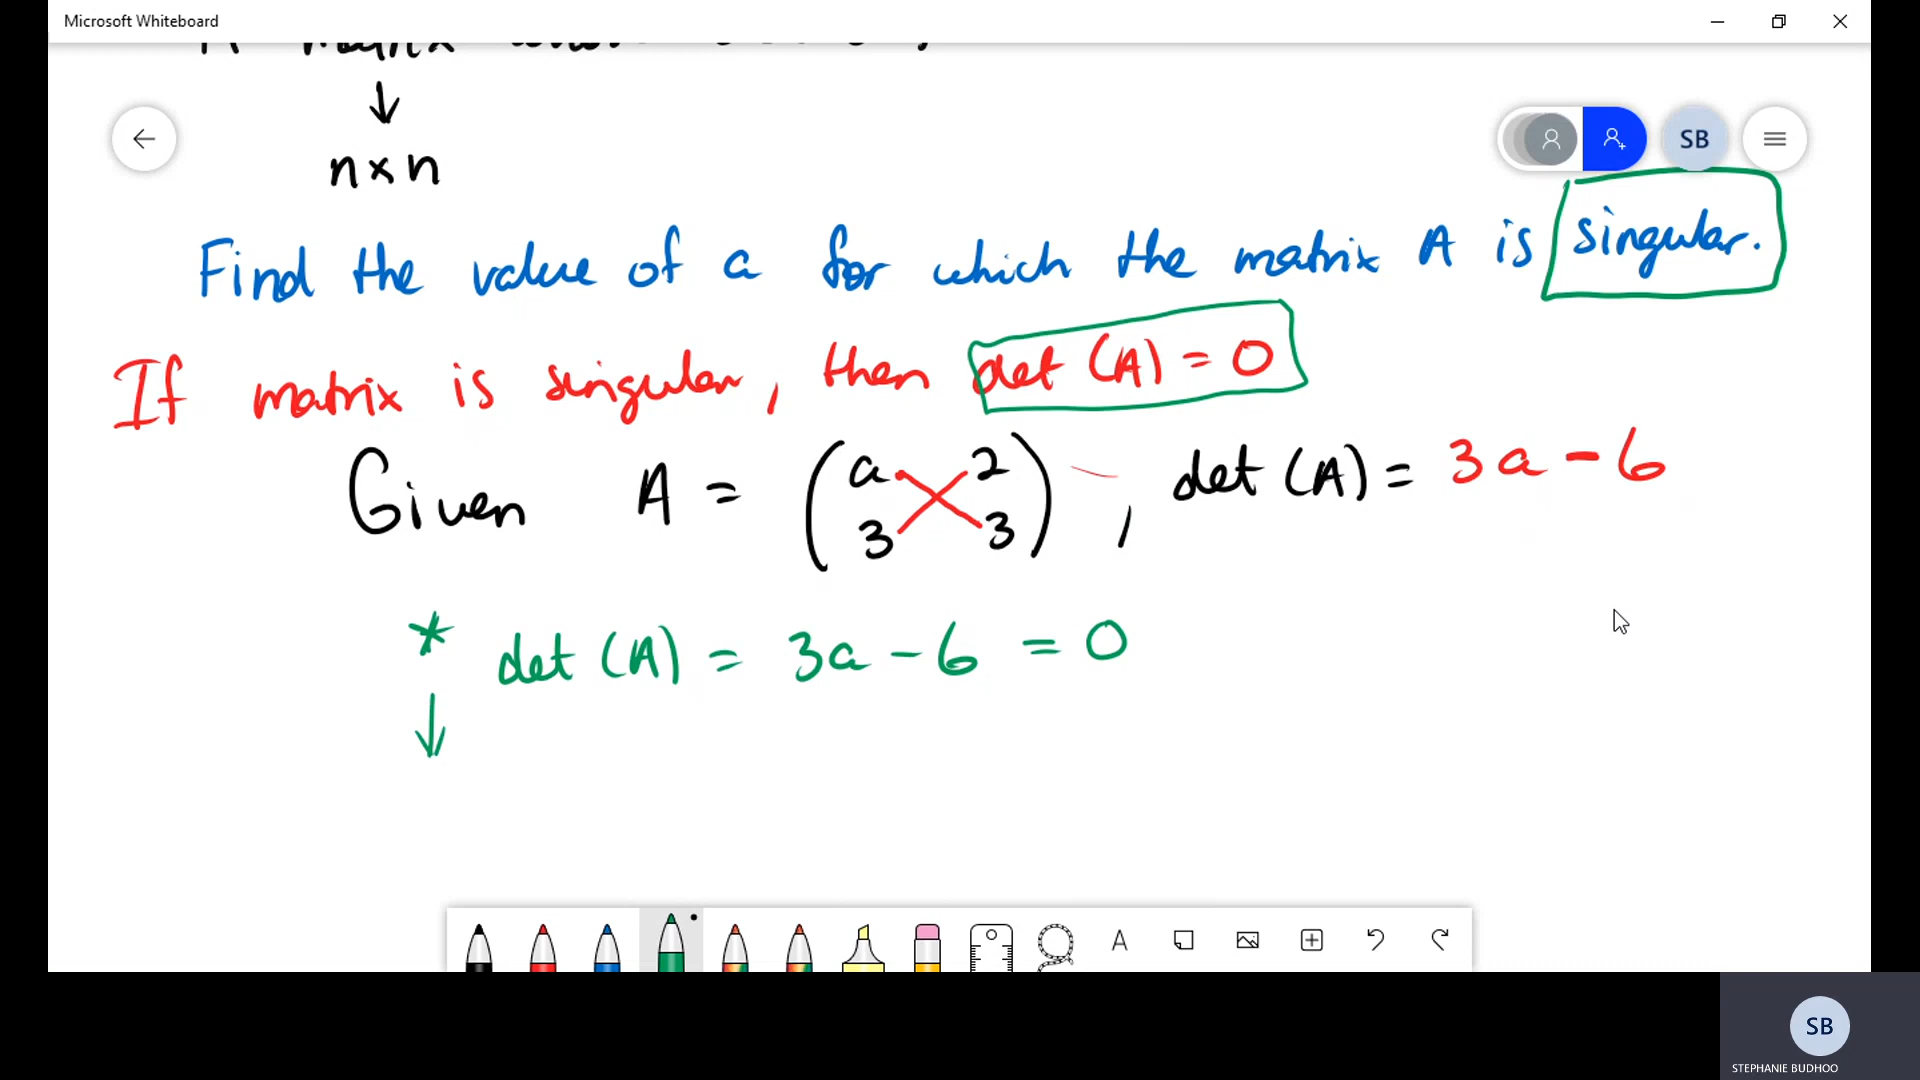 Microsoft Whiteboard
matrix
n x n
SB
Find the value of a for which the matrix A is singular.
If matrix is singular, then det (A) = 0
Given A = ( a 2
3 3 ) , det (A) = 3a - 6
* det (A) = 3a - 6 = 0
A
SB
STEPHANIE BUDHOO